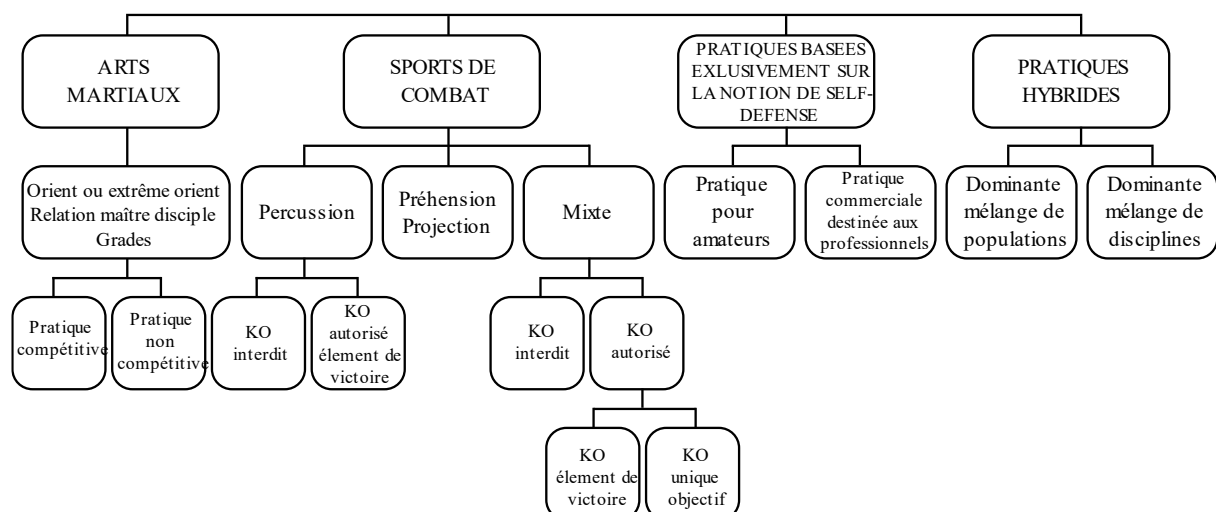 ARTS
MARTIAUX
SPORTS DE
COMBAT
PRATIQUES BASEES
EXLUSIVEMENT SUR
LA NOTION DE SELF-
DEFENSE
PRATIQUES
HYBRIDES
Orient ou extrême orient
Relation maître disciple
Grades
Percussion
Préhension
Projection
Mixte
Pratique
pour
amateurs
Pratique
commerciale
destinée aux
professionnels
Dominante
mélange de
populations
Dominante
mélange de
disciplines
Pratique
compétitive
Pratique
non
compétitive
KO
interdit
KO
autorisé
élement de
victoire
KO
interdit
KO
autorisé
KO
élement de
victoire
KO
unique
objectif